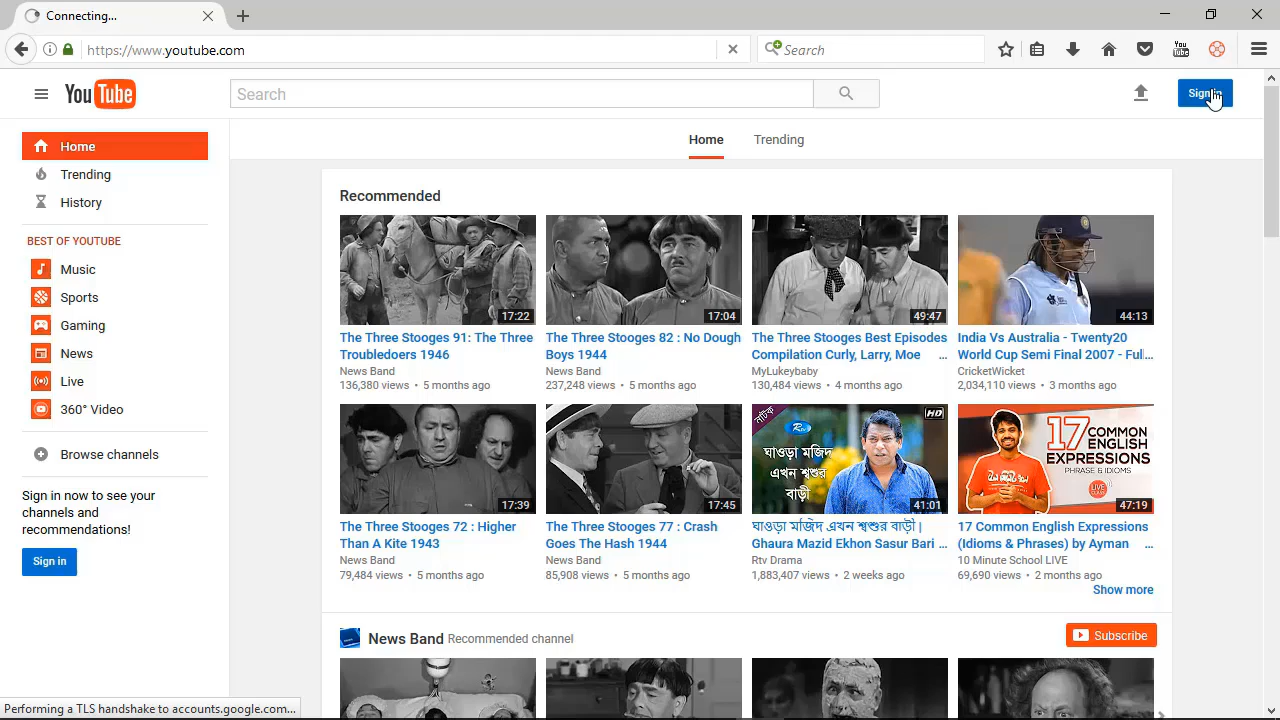 Connecting...
https://www.youtube.com
Search
You
Tube
YouTube
Search
Sign in
Home
Trending
Home
Trending
History
BEST OF YOUTUBE
Music
Sports
Gaming
News
Live
360° Video
Browse channels
Sign in now to see your
channels and
recommendations!
Sign in
Recommended
17:22
17:04
49:47
44:13
The Three Stooges 91: The Three
Troubledoers 1946
News Band
136,380 views • 5 months ago
The Three Stooges 82 : No Dough
Boys 1944
News Band
237,248 views • 5 months ago
The Three Stooges Best Episodes
Compilation Curly, Larry, Moe ...
MyLukeybaby
130,484 views • 4 months ago
India Vs Australia - Twenty20
World Cup Semi Final 2007 - Ful...
CricketWicket
2,034,110 views • 3 months ago
17:39
17:45
নাটক
Rtv
HD
ঘাওড়া মজিদ
এখন শ্বশুর
বাড়ী
41:01
17 COMMON
ENGLISH
EXPRESSIONS
PHRASE & IDIOMS
LIVE
CLASS
47:19
The Three Stooges 72 : Higher
Than A Kite 1943
News Band
79,484 views • 5 months ago
The Three Stooges 77 : Crash
Goes The Hash 1944
News Band
85,908 views • 5 months ago
ঘাওড়া মজিদ এখন শ্বশুর বাড়ী।
Ghaura Mazid Ekhon Sasur Bari ...
Rtv Drama
1,883,407 views • 2 weeks ago
17 Common English Expressions
(Idioms & Phrases) by Ayman ...
10 Minute School LIVE
69,690 views • 2 months ago
Show more
News Band Recommended channel
Subscribe
Performing a TLS handshake to accounts.google.com...